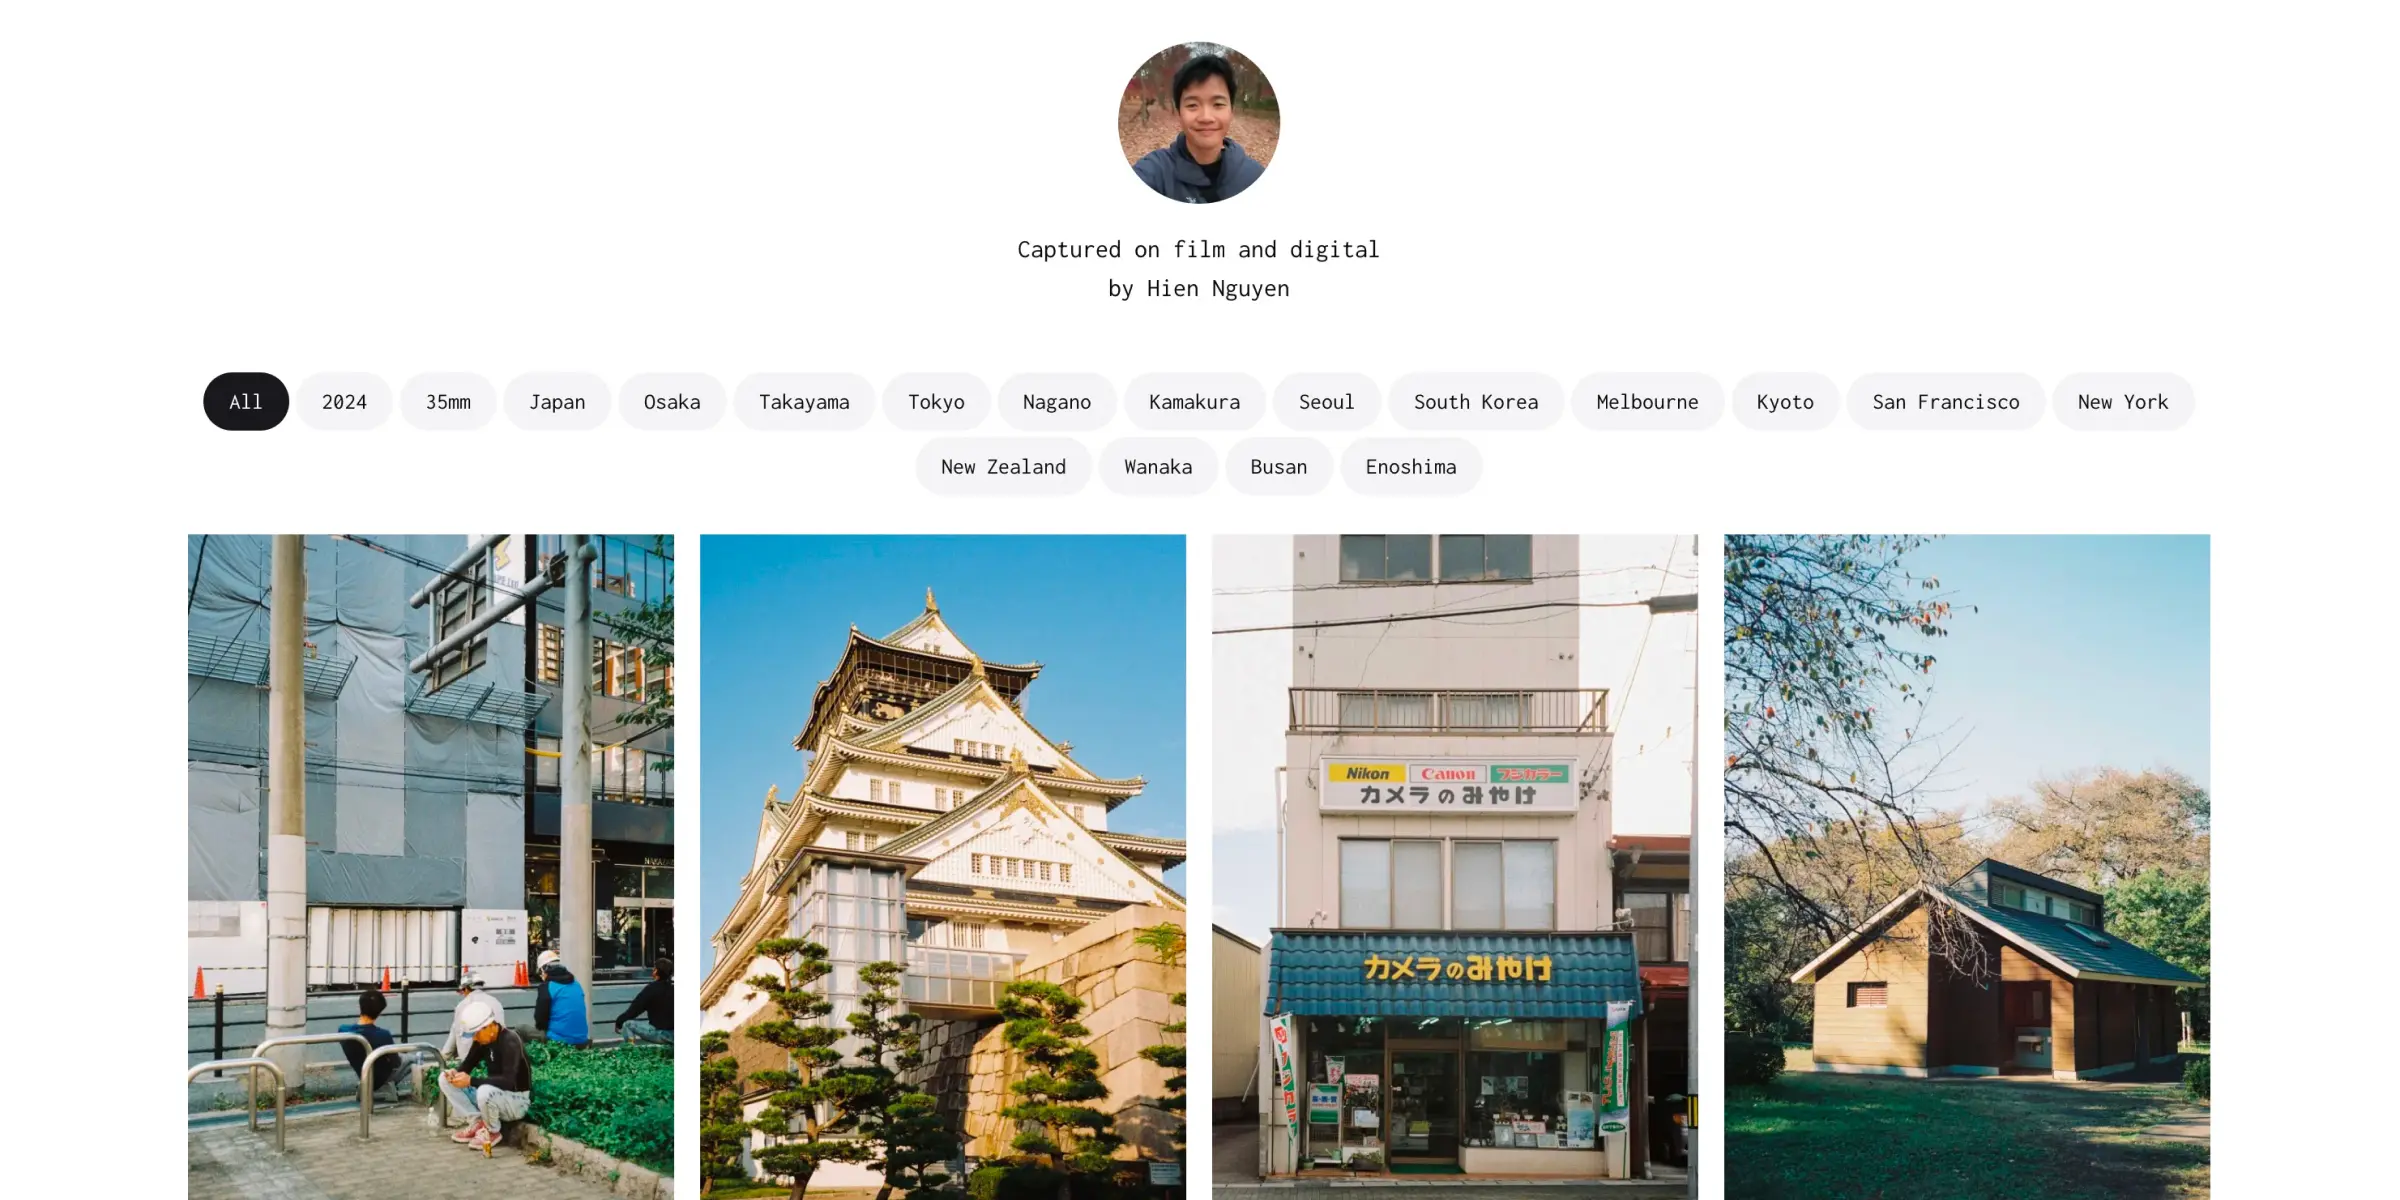 Captured on film and digital
by Hien Nguyen
All 2024 35mm Japan Osaka Takayama Tokyo Nagano Kamakura Seoul South Korea Melbourne Kyoto San Francisco New York
New Zealand Wanaka Busan Enoshima
Nikon Canon フジカラー
カメラのみやけ
カメラのみやけ